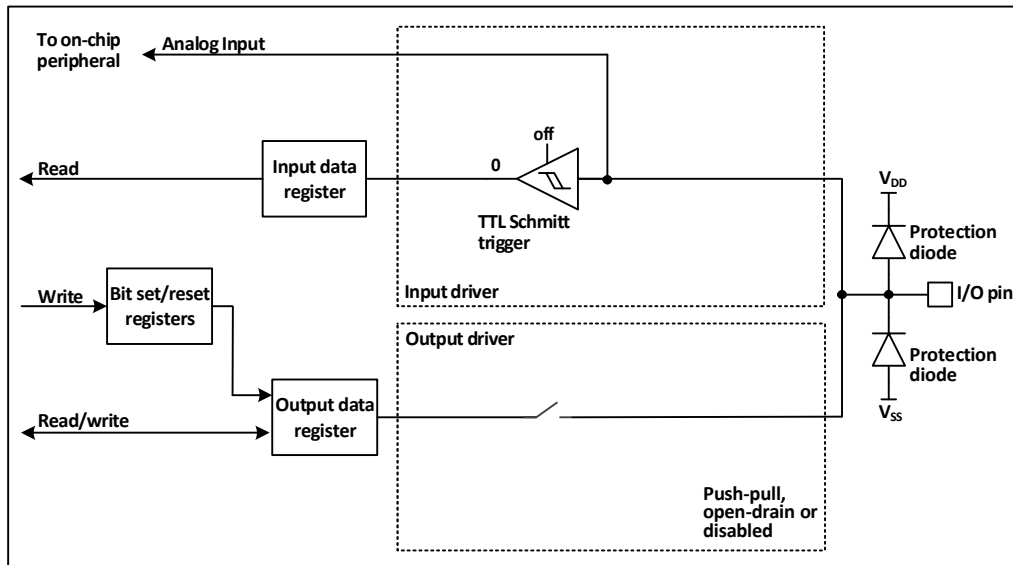 To on-chip
peripheral
Analog Input
off
0
Read
Input data
register
TTL Schmitt
trigger
V_DD
Protection
diode
Input driver
I/O pin
Write
Bit set/reset
registers
Output driver
Protection
diode
V_SS
Read/write
Output data
register
Push-pull,
open-drain or
disabled